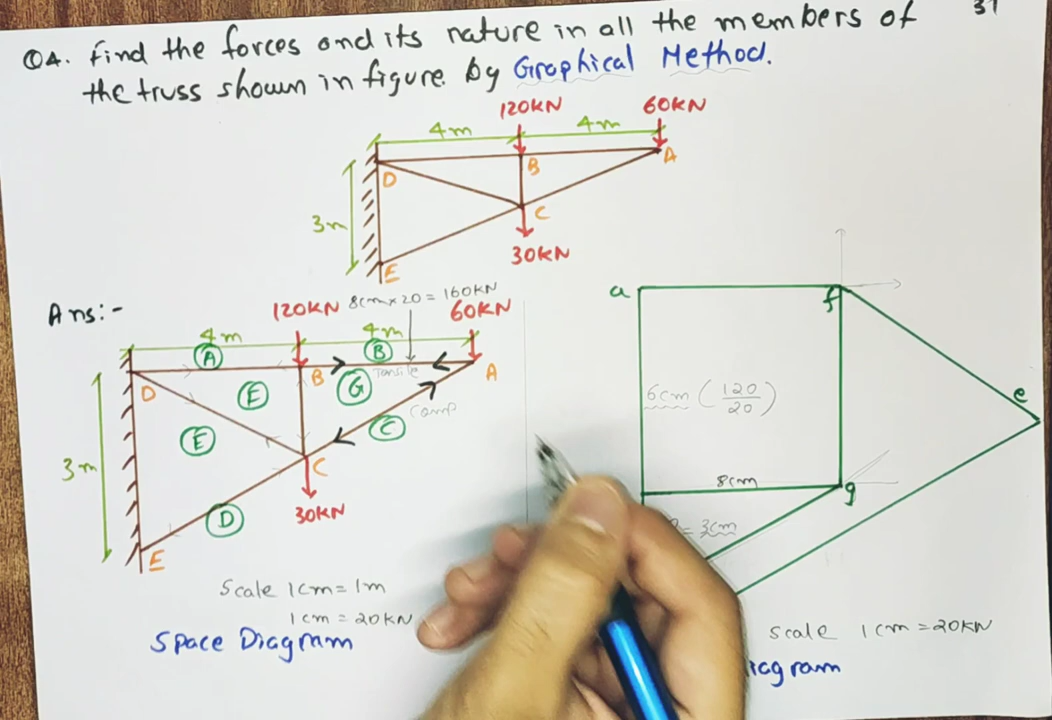 37
Q4. Find the forces and its nature in all the members of
the truss shown in figure by Graphical Method.
120KN 60KN
4m 4m
D B A
3m
C
30KN
E
Ans:-
8cm×20 = 160KN
120KN 60KN
4m 4m
A B
D B Tensile A
E G
Comp
E C
3m
C
D 30KN
E
Scale 1cm = 1m
1cm = 20KN
Space Diagram
a f
e
6cm (120/20)
8cm g
= 3cm
Scale 1cm = 20KN
iagram